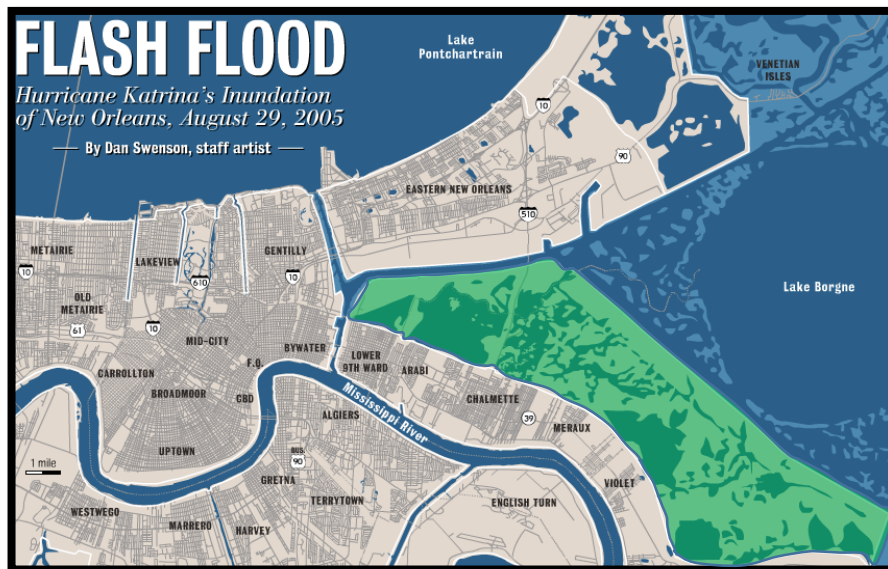 FLASH FLOOD
Hurricane Katrina's Inundation
of New Orleans, August 29, 2005
By Dan Swenson, staff artist
Lake
Pontchartrain
VENETIAN
ISLES
10
90
EASTERN NEW ORLEANS
510
METAIRIE
LAKEVIEW
GENTILLY
10
610
10
Lake Borgne
OLD
METAIRIE
61
10
MID-CITY
BYWATER
LOWER
9TH WARD
ARABI
F.Q.
CARROLLTON
BROADMOOR
CBD
Mississippi River
ALGIERS
CHALMETTE
39
MERAUX
UPTOWN
BUS
90
1 mile
GRETNA
TERRYTOWN
ENGLISH TURN
VIOLET
WESTWEGO
MARRERO
HARVEY